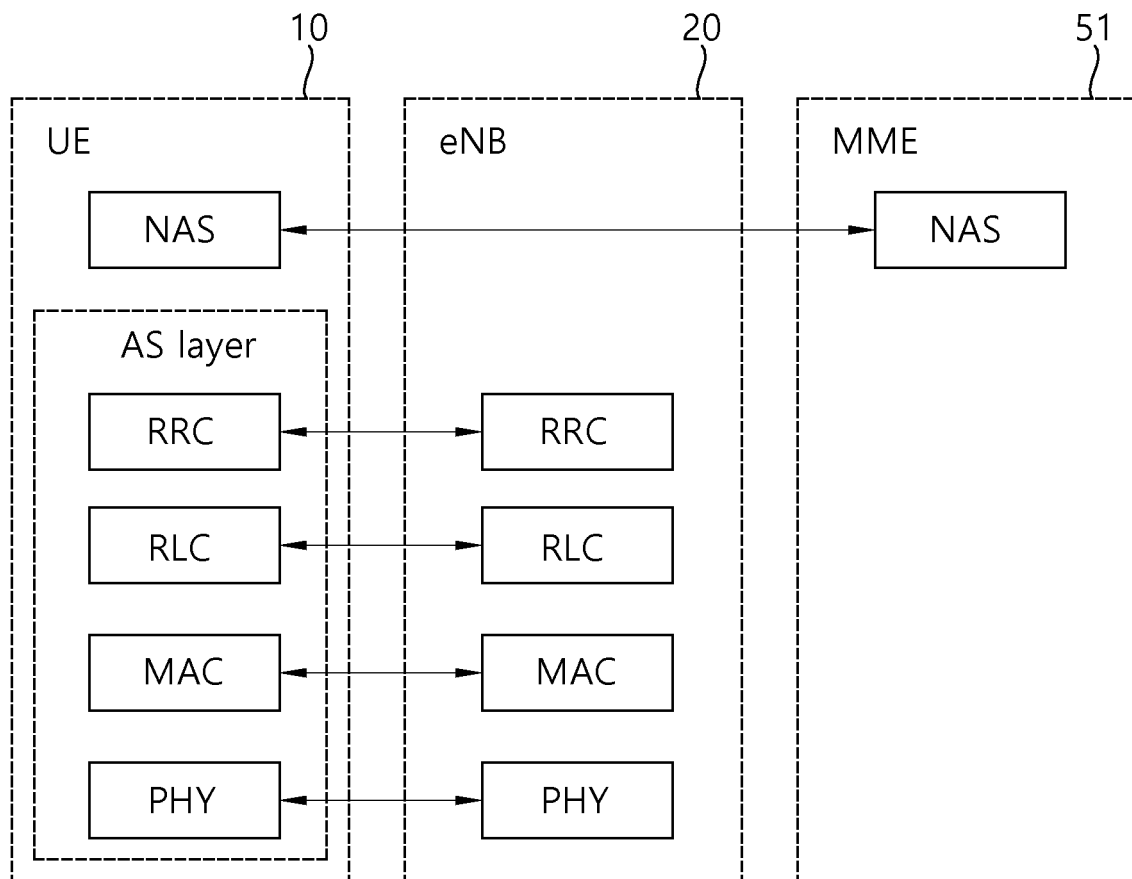 10
20
51
UE
eNB
MME
NAS
NAS
AS layer
RRC
RRC
RLC
RLC
MAC
MAC
PHY
PHY